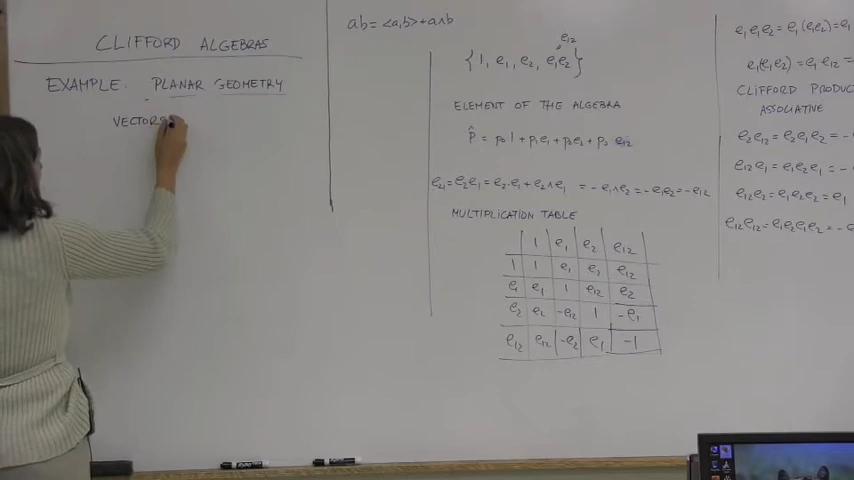 CLIFFORD ALGEBRAS
EXAMPLE. PLANAR GEOMETRY
VECTORS
ab = <a,b> + a∧b
e₁₂
{1, e₁, e₂, e₁e₂}
ELEMENT OF THE ALGEBRA
p̂ = p₀1 + p₁e₁ + p₂e₂ + p₃ e₁₂
e₂₁ = e₂e₁ = e₂·e₁ + e₂∧e₁ = -e₁∧e₂ = -e₁e₂ = -e₁₂
MULTIPLICATION TABLE
1 e₁ e₂ e₁₂
1 1 e₁ e₂ e₁₂
e₁ e₁ 1 e₁₂ e₂
e₂ e₂ -e₁₂ 1 -e₁
e₁₂ e₁₂ -e₂ e₁ -1
e₁e₁e₂ = e₁(e₁e₂) = e₁
e₁(e₁e₂) = e₁e₁₂ =
CLIFFORD PRODUC
ASSOCIATIVE
e₂e₁₂ = e₂e₁e₂ = -
e₁₂e₁ = e₁e₂e₁ = -
e₁₂e₂ = e₁e₂e₂ = e₁
e₁₂e₁₂ = e₁e₂e₁e₂ = -e